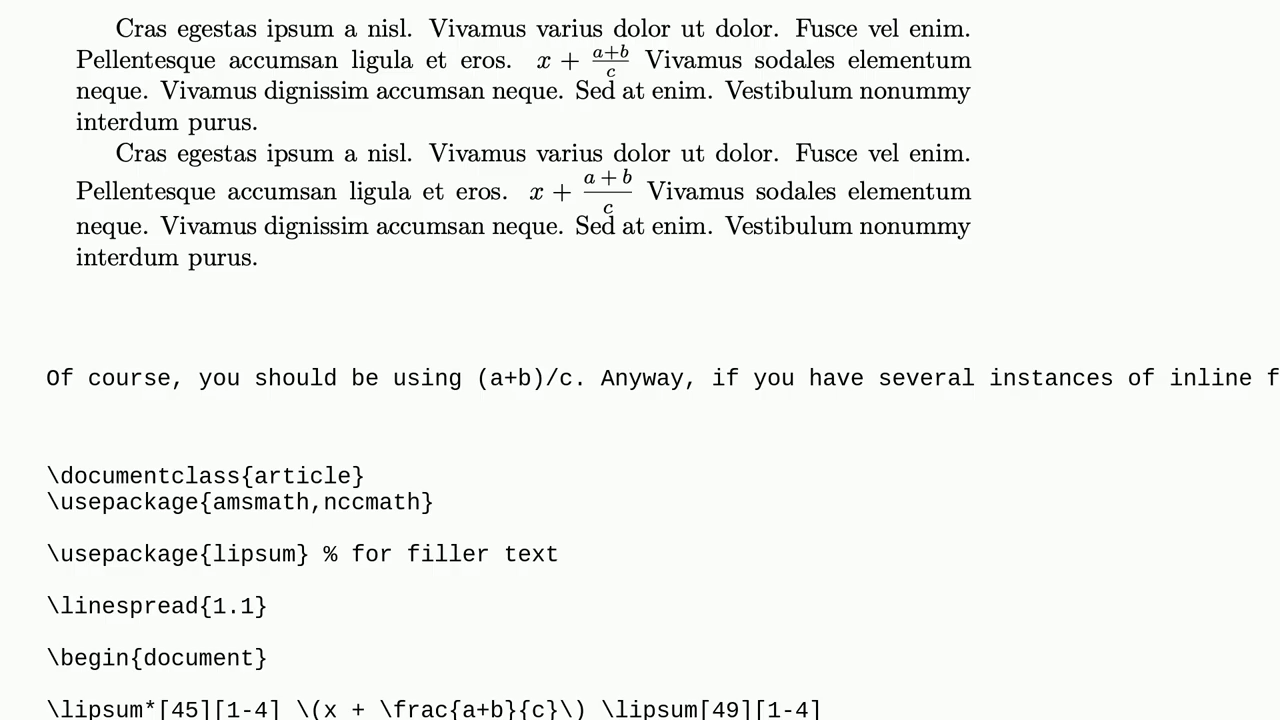 Cras egestas ipsum a nisl. Vivamus varius dolor ut dolor. Fusce vel enim.
Pellentesque accumsan ligula et eros. x + \frac{a+b}{c} Vivamus sodales elementum
neque. Vivamus dignissim accumsan neque. Sed at enim. Vestibulum nonummy
interdum purus.
Cras egestas ipsum a nisl. Vivamus varius dolor ut dolor. Fusce vel enim.
Pellentesque accumsan ligula et eros. x + \frac{a + b}{c} Vivamus sodales elementum
neque. Vivamus dignissim accumsan neque. Sed at enim. Vestibulum nonummy
interdum purus.
Of course, you should be using (a+b)/c. Anyway, if you have several instances of inline f
\documentclass{article}
\usepackage{amsmath,nccmath}
\usepackage{lipsum} % for filler text
\linespread{1.1}
\begin{document}
\lipsum*[45][1-4] \(x + \frac{a+b}{c}\) \lipsum[49][1-4]